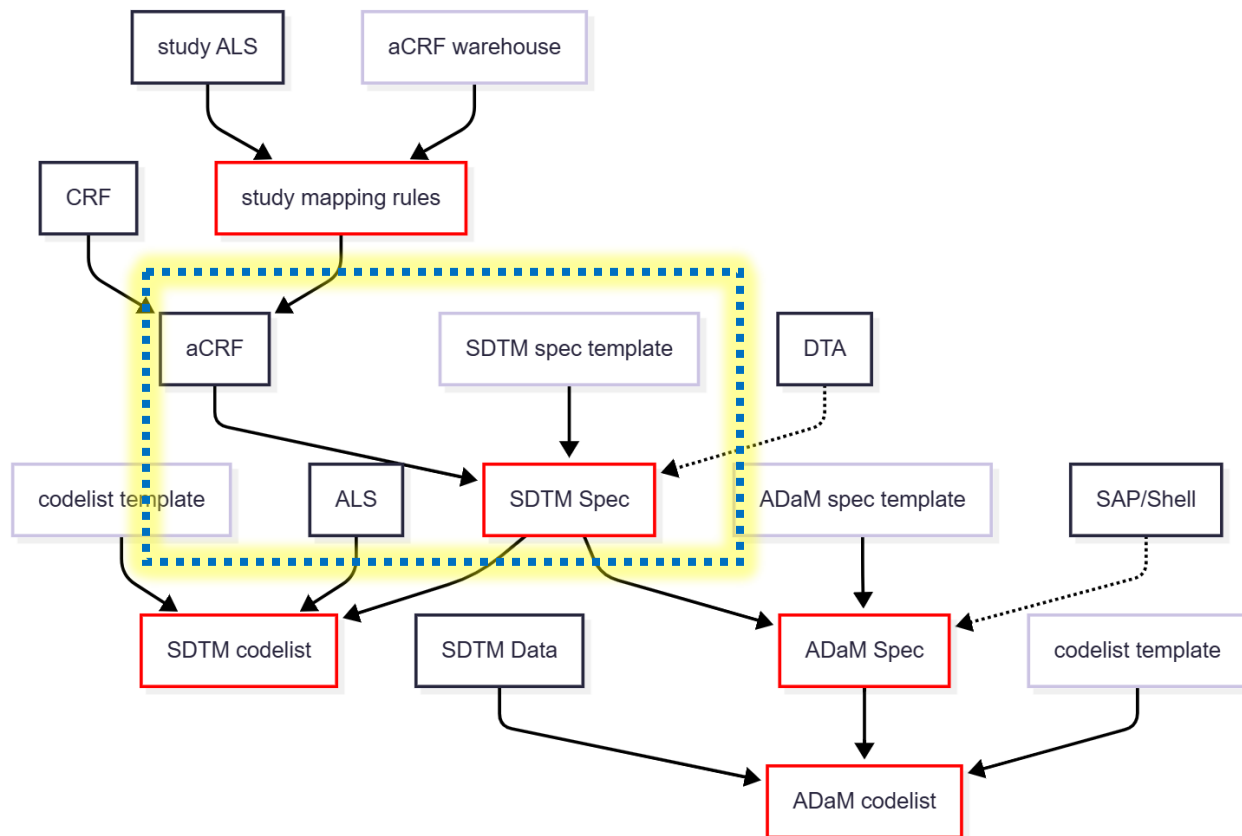 study ALS
aCRF warehouse
CRF
study mapping rules
aCRF
SDTM spec template
DTA
codelist template
ALS
SDTM Spec
ADaM spec template
SAP/Shell
SDTM codelist
SDTM Data
ADaM Spec
codelist template
ADaM codelist